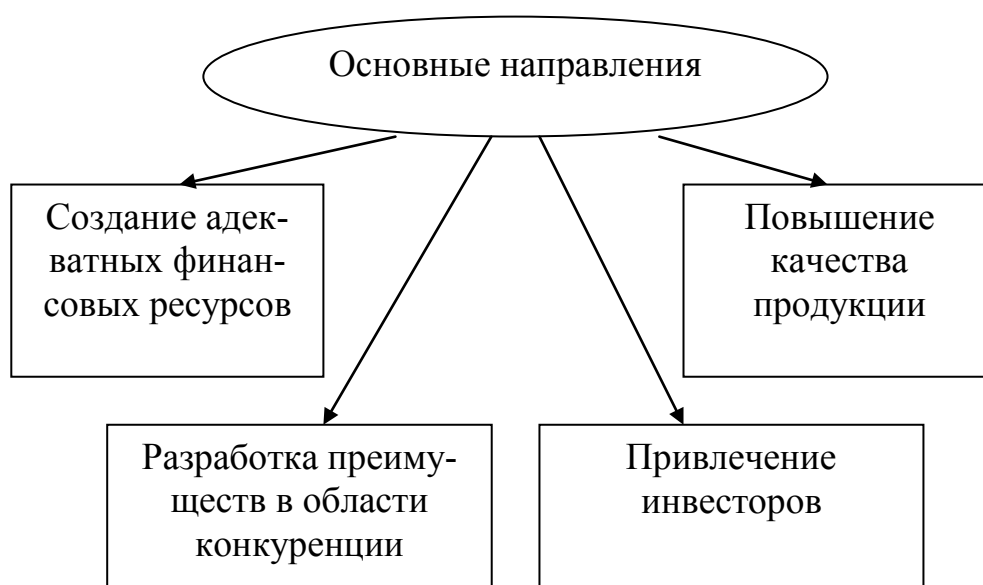 Основные направления
Создание адек-
ватных финан-
совых ресурсов
Повышение
качества
продукции
Разработка преиму-
ществ в области
конкуренции
Привлечение
инвесторов